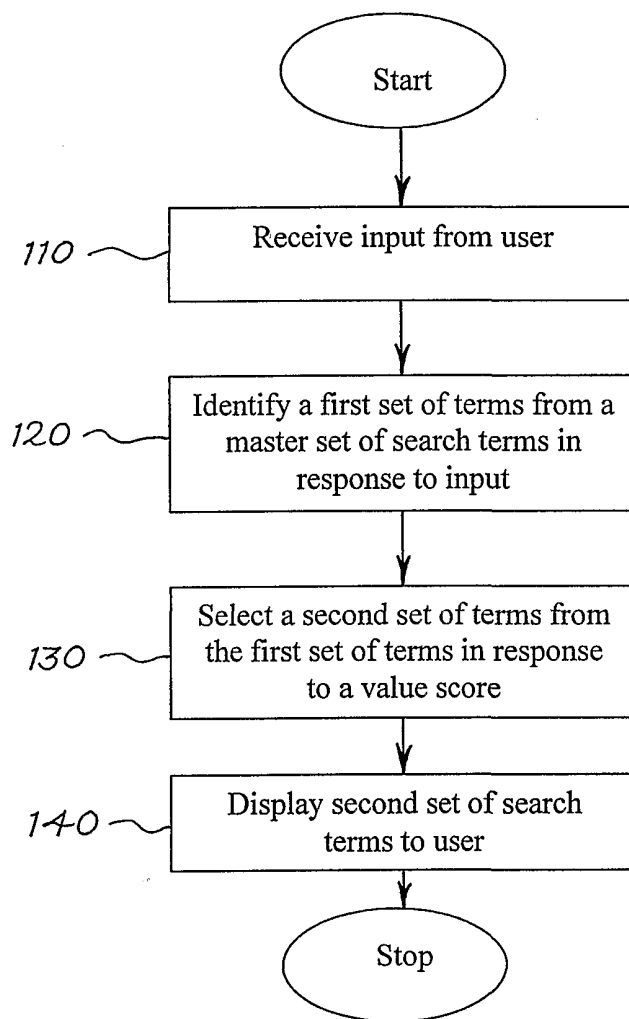 Start
110
Receive input from user
120
Identify a first set of terms from a
master set of search terms in
response to input
130
Select a second set of terms from
the first set of terms in response
to a value score
140
Display second set of search
terms to user
Stop